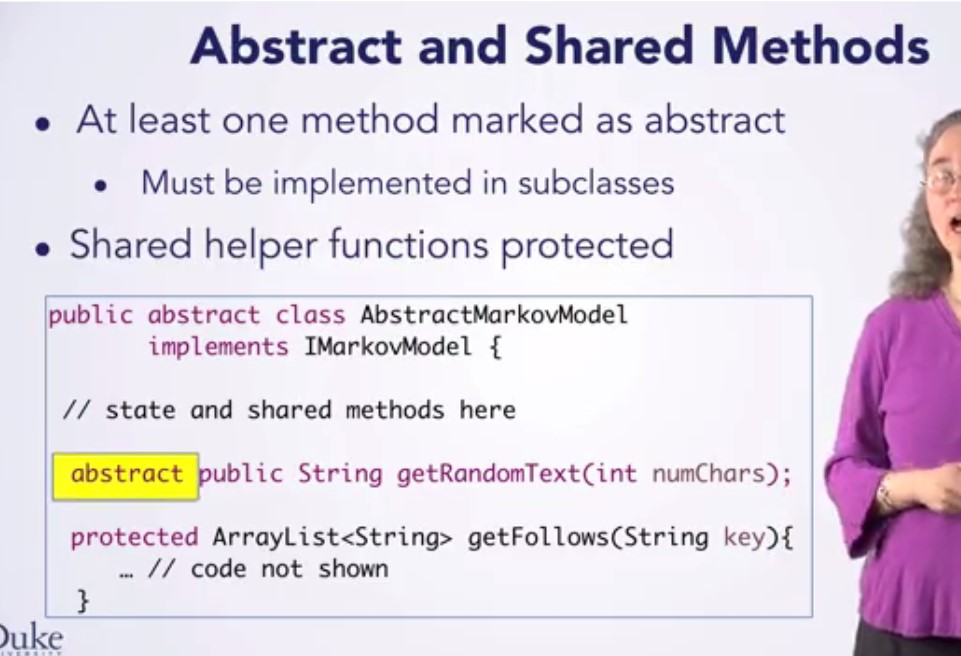 Abstract and Shared Methods
• At least one method marked as abstract
• Must be implemented in subclasses
• Shared helper functions protected
public abstract class AbstractMarkovModel
implements IMarkovModel {
// state and shared methods here
abstract public String getRandomText(int numChars);
protected ArrayList<String> getFollows(String key){
… // code not shown
}
Duke
UNIVERSITY